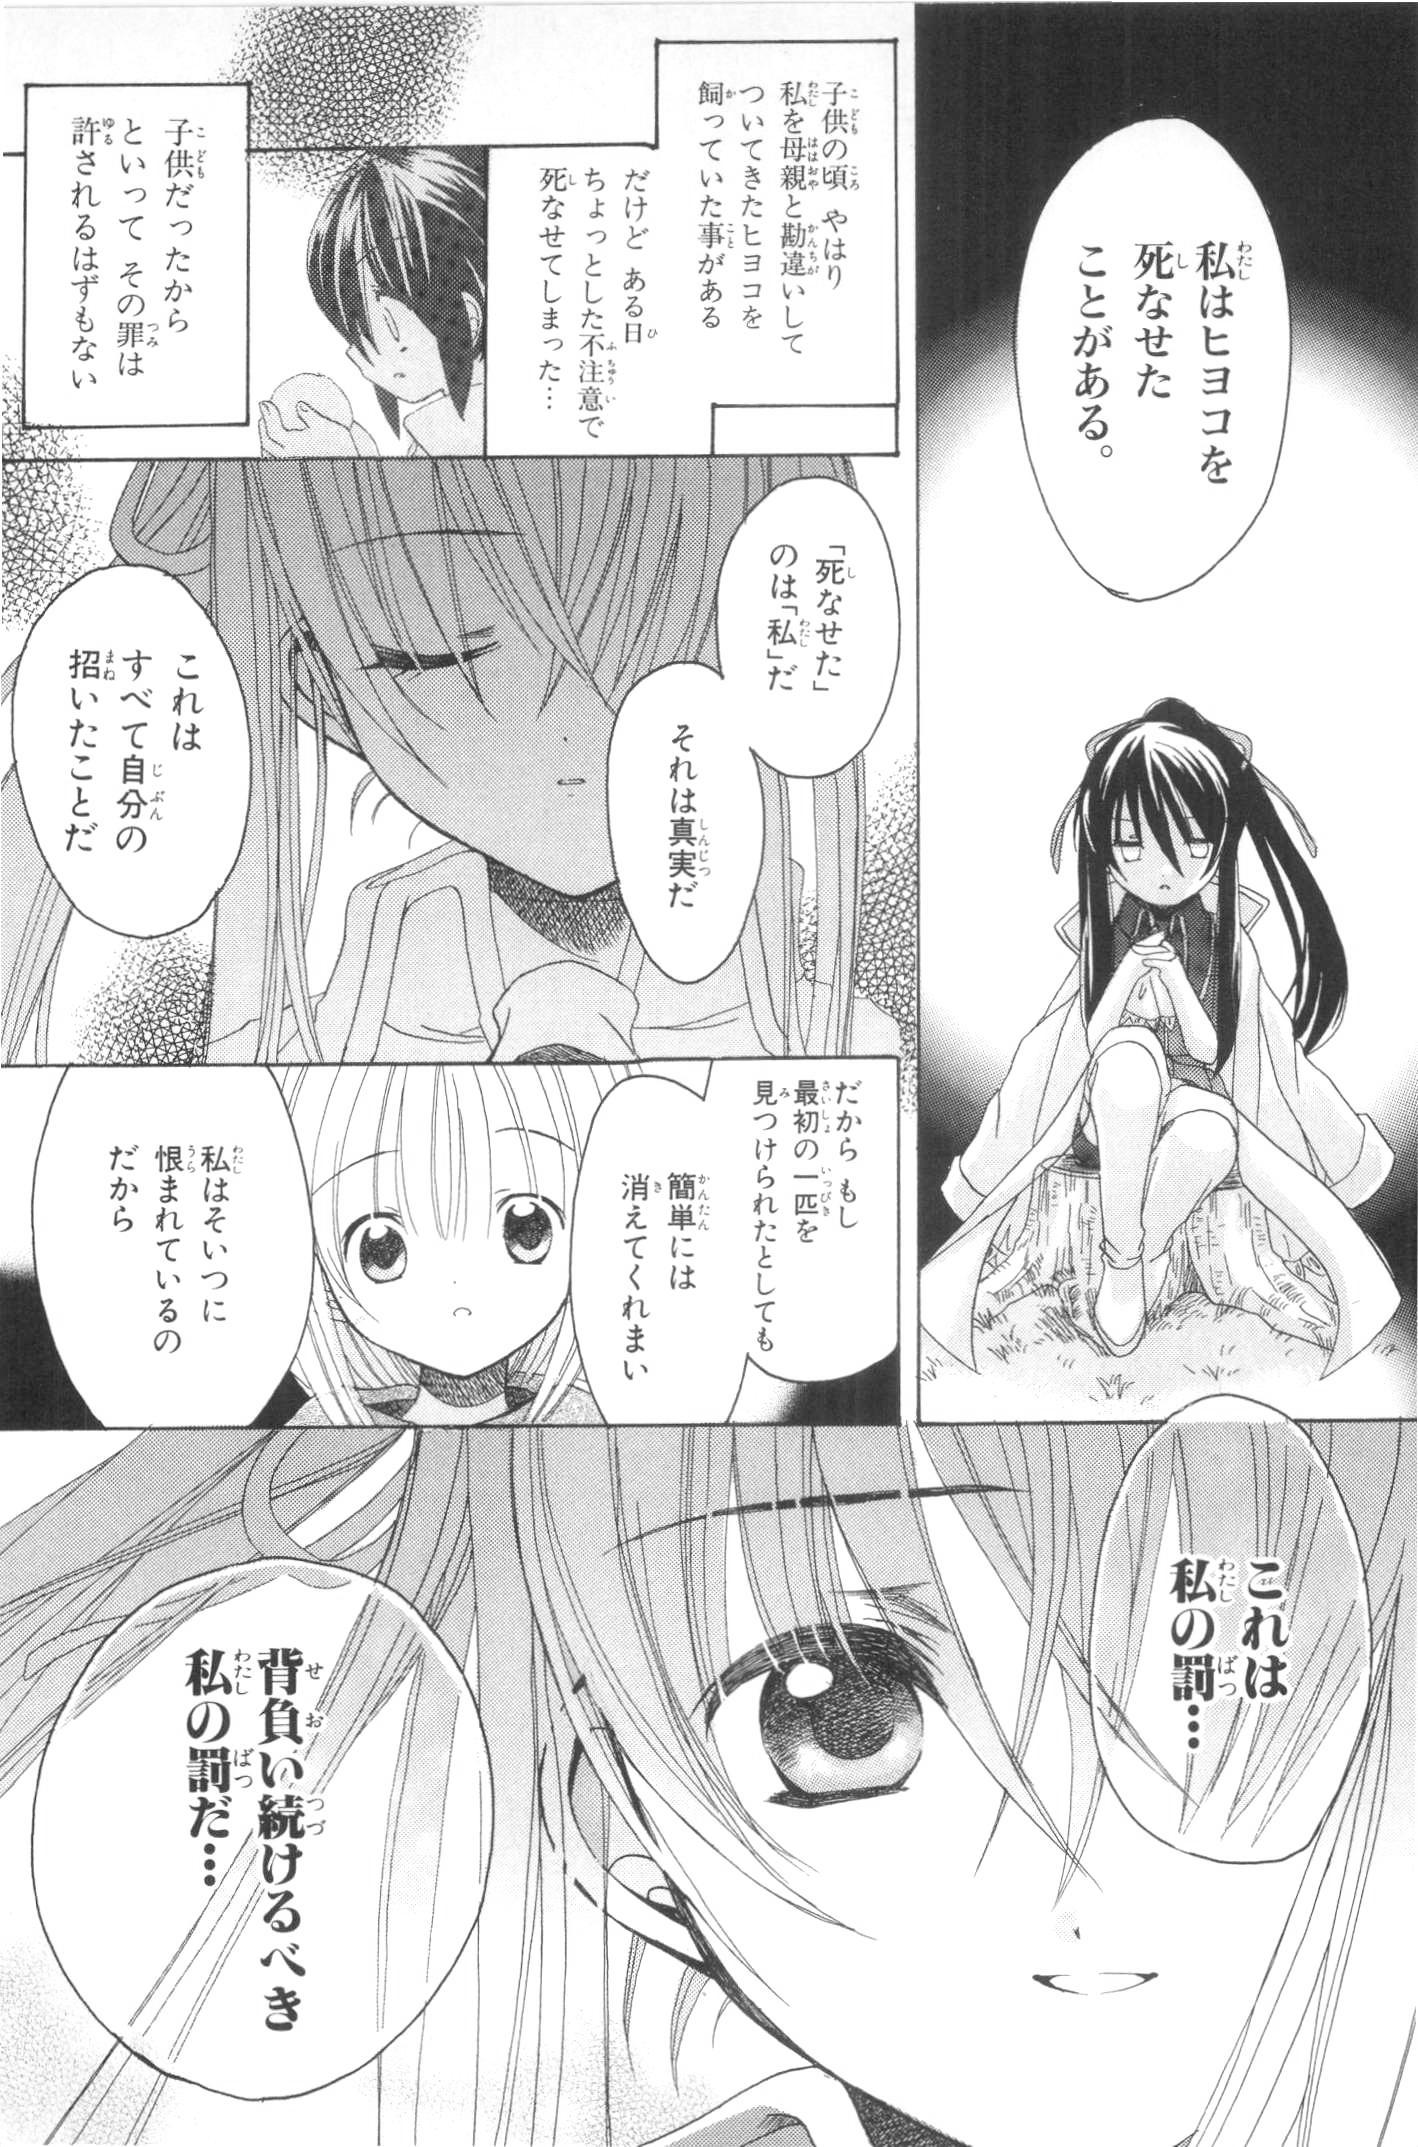 私はヒヨコを
死なせた
ことがある。
子供の頃 やはり
私を母親と勘違いして
ついてきたヒヨコを
飼っていた事がある
だけど ある日
ちょっとした不注意で
死なせてしまった…
子供だったから
といって その罪は
許されるはずもない
「死なせた」
のは「私」だ
それは真実だ
これは
すべて自分の
招いたことだ
だから もし
最初の一匹を
見つけられたとしても
簡単には
消えてくれまい
私はそいつに
恨まれているの
だから
これは
私の罰…
背負い続けるべき
私の罰だ…